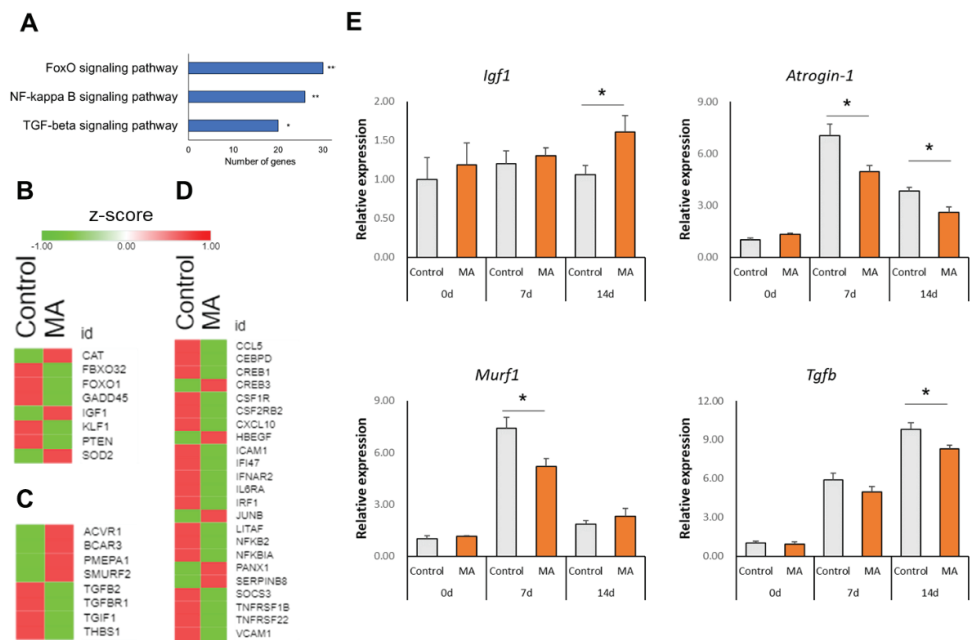 A
FoxO signaling pathway
**
NF-kappa B signaling pathway
**
TGF-beta signaling pathway
*
0 10 20 30
Number of genes
B
D
z-score
-1.00 0.00 1.00
Control MA
id
CAT
FBXO32
FOXO1
GADD45
IGF1
KLF1
PTEN
SOD2
C
ACVR1
BCAR3
PMEPA1
SMURF2
TGFB2
TGFBR1
TGIF1
THBS1
Control MA
id
CCL5
CEBPD
CREB1
CREB3
CSF1R
CSF2RB2
CXCL10
HBEGF
ICAM1
IFI47
IFNAR2
IL6RA
IRF1
JUNB
LITAF
NFKB2
NFKBIA
PANX1
SERPINB8
SOCS3
TNFRSF1B
TNFRSF22
VCAM1
E
Igf1
Relative expression
2.00
1.50
1.00
0.50
0.00
*
Control MA Control MA Control MA
0d 7d 14d
Atrogin-1
Relative expression
9.00
6.00
3.00
0.00
*
*
Control MA Control MA Control MA
0d 7d 14d
Murf1
Relative expression
9.00
6.00
3.00
0.00
*
Control MA Control MA Control MA
0d 7d 14d
Tgfb
Relative expression
12.00
9.00
6.00
3.00
0.00
*
Control MA Control MA Control MA
0d 7d 14d